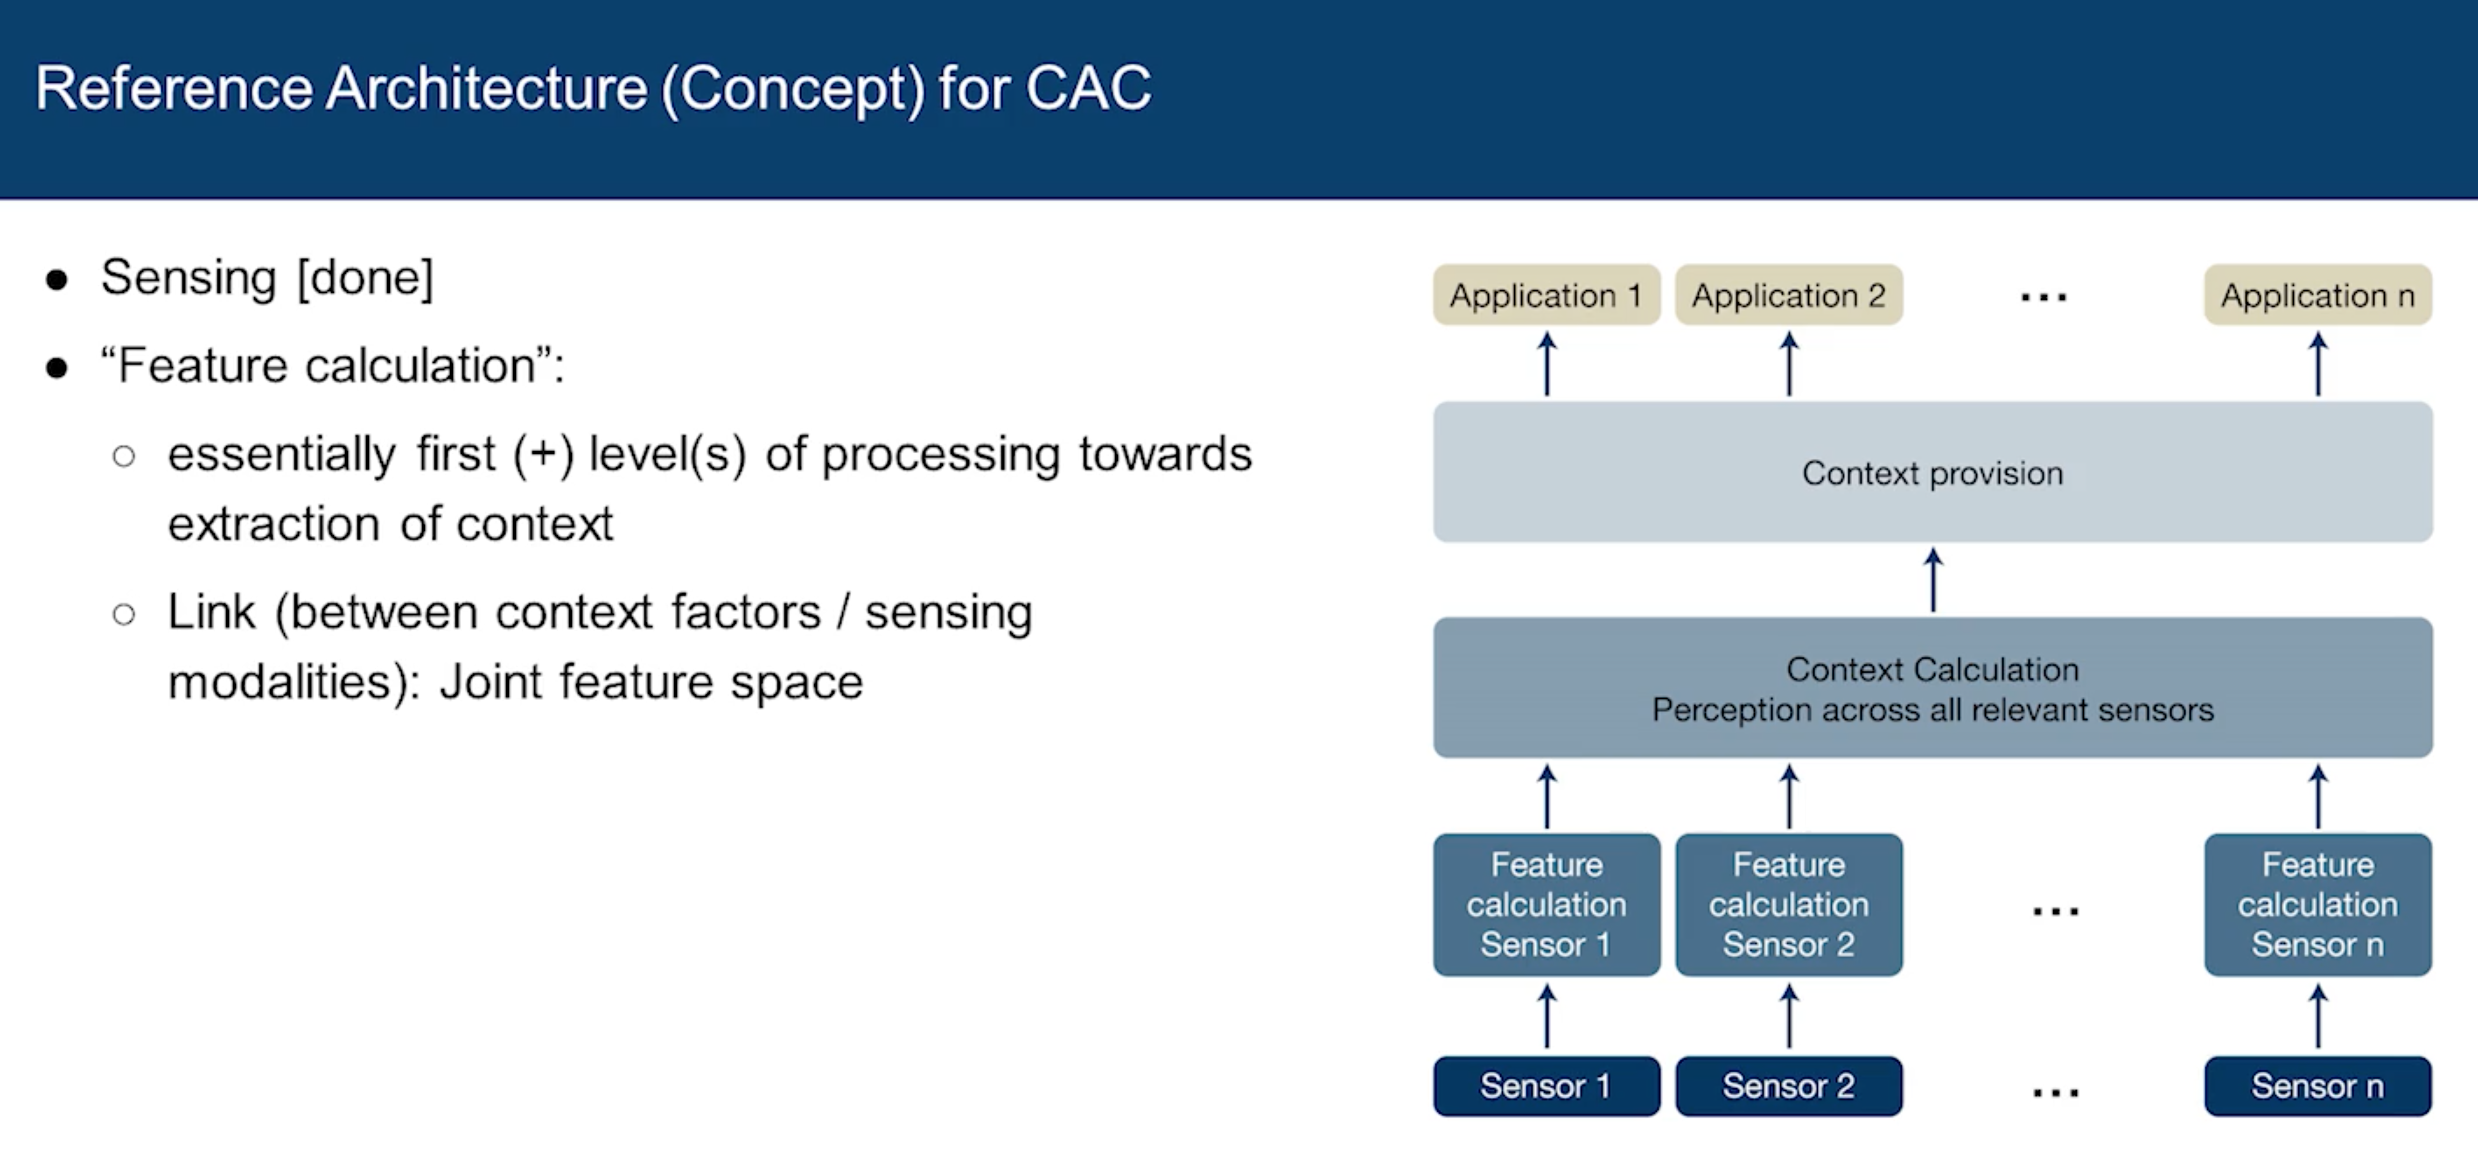 Reference Architecture (Concept) for CAC
● Sensing [done]
● “Feature calculation”:
○ essentially first (+) level(s) of processing towards
extraction of context
○ Link (between context factors / sensing
modalities): Joint feature space
Application 1
Application 2
...
Application n
Context provision
Context Calculation
Perception across all relevant sensors
Feature
calculation
Sensor 1
Feature
calculation
Sensor 2
...
Feature
calculation
Sensor n
Sensor 1
Sensor 2
...
Sensor n